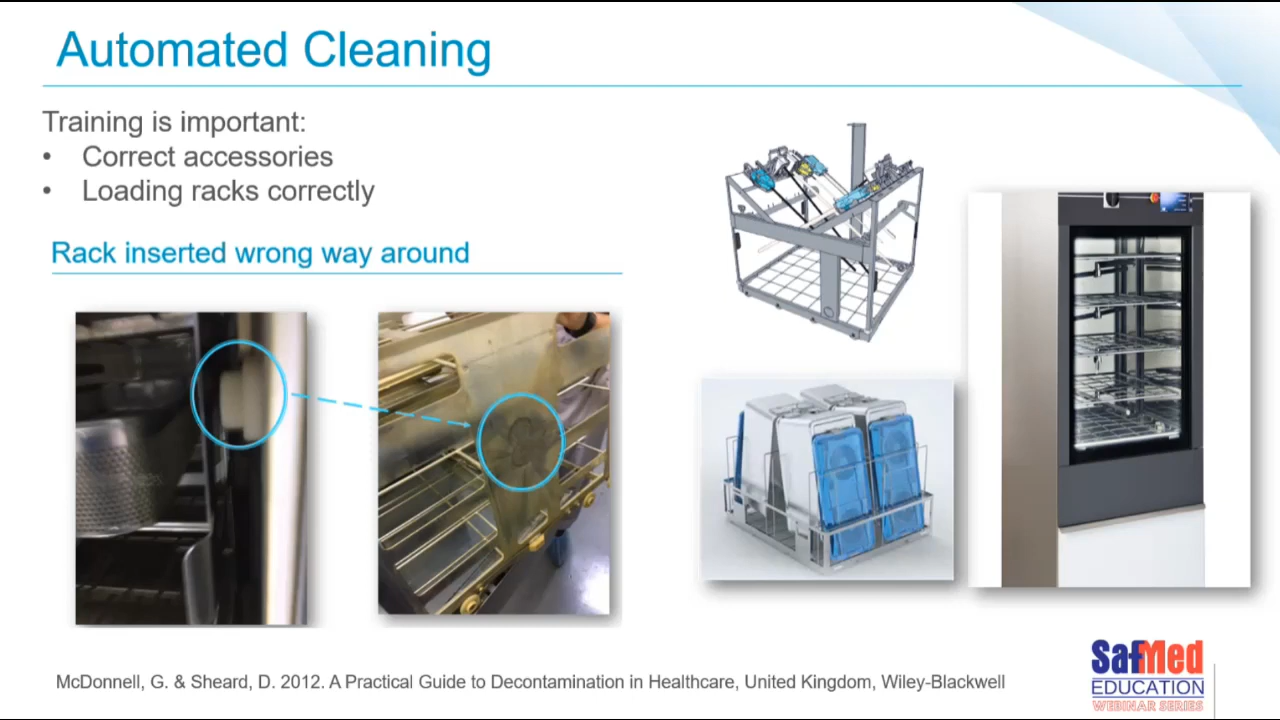 Automated Cleaning
Training is important:
• Correct accessories
• Loading racks correctly
Rack inserted wrong way around
McDonnell, G. & Sheard, D. 2012. A Practical Guide to Decontamination in Healthcare, United Kingdom, Wiley-Blackwell
SafMed
EDUCATION
WEBINAR SERIES